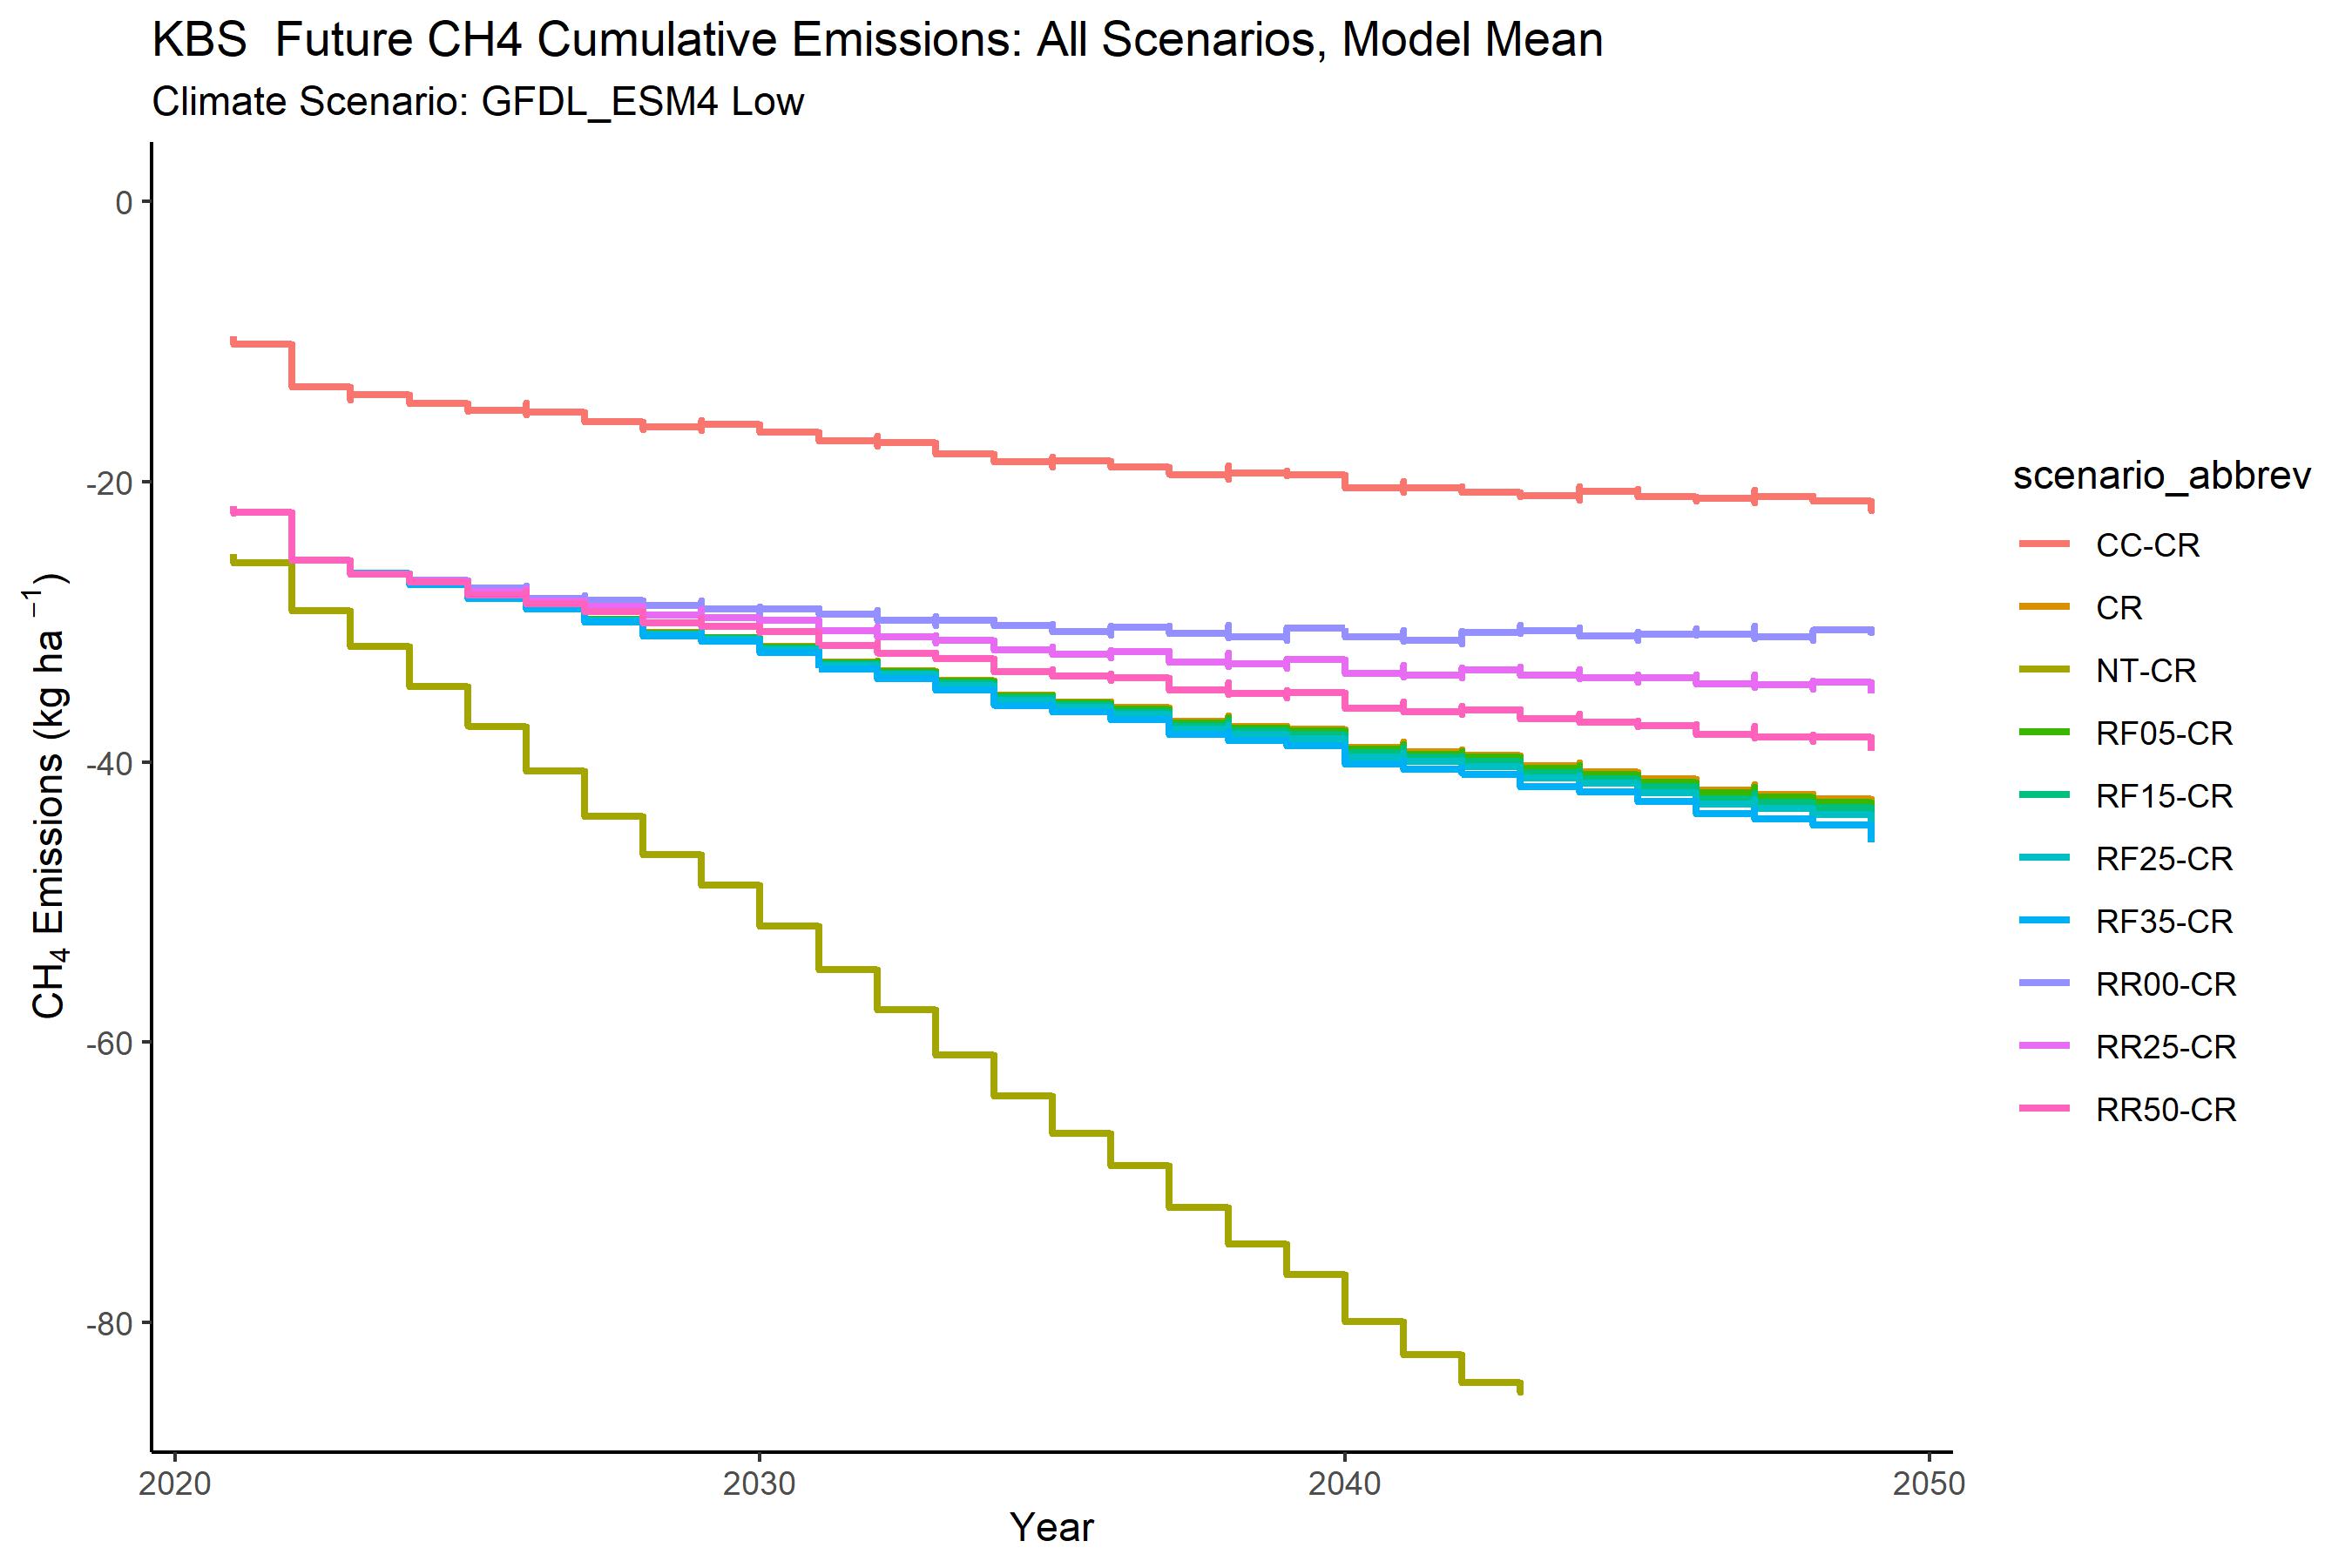 KBS  Future CH4 Cumulative Emissions: All Scenarios, Model Mean
Climate Scenario: GFDL_ESM4 Low
CH₄ Emissions (kg ha ⁻¹)
0
-20
-40
-60
-80
2020
2030
2040
2050
Year
scenario_abbrev
CC-CR
CR
NT-CR
RF05-CR
RF15-CR
RF25-CR
RF35-CR
RR00-CR
RR25-CR
RR50-CR